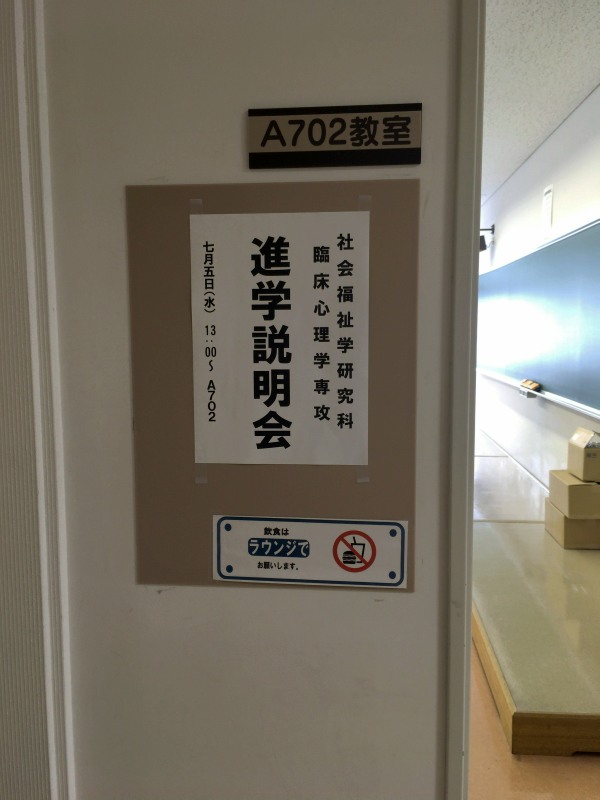 A702教室
社会福祉学研究科
臨床心理学専攻
進学説明会
七月五日(水) 13:00~ A702
飲食は
ラウンジで
お願いします。